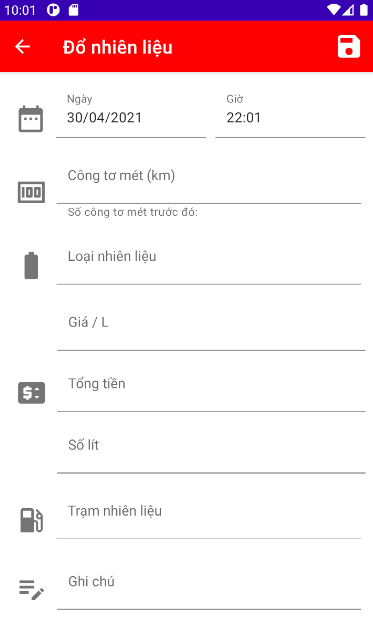 10:01
Đổ nhiên liệu
Ngày
Giờ
30/04/2021
22:01
Công tơ mét (km)
Số công tơ mét trước đó:
Loại nhiên liệu
Giá / L
Tổng tiền
Số lít
Trạm nhiên liệu
Ghi chú